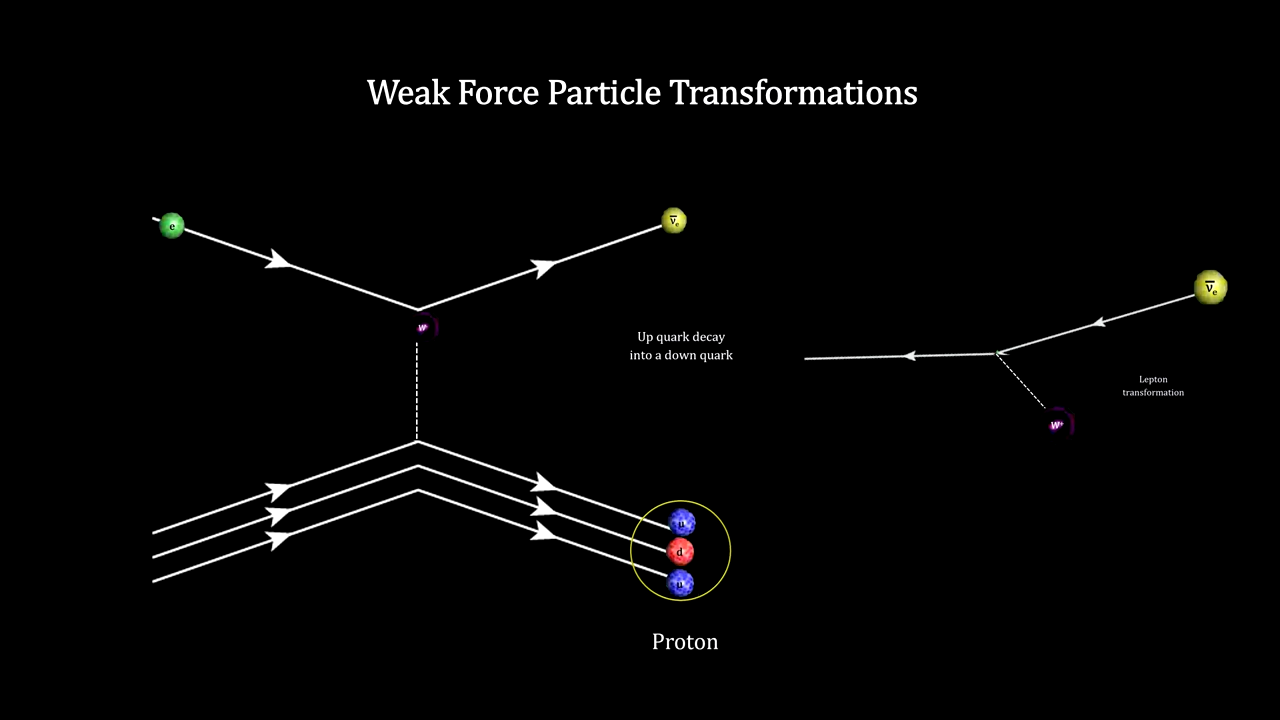 Weak Force Particle Transformations
e
ν̅e
W
Up quark decay
into a down quark
ν̅e
Lepton
transformation
W⁺
u
d
u
Proton